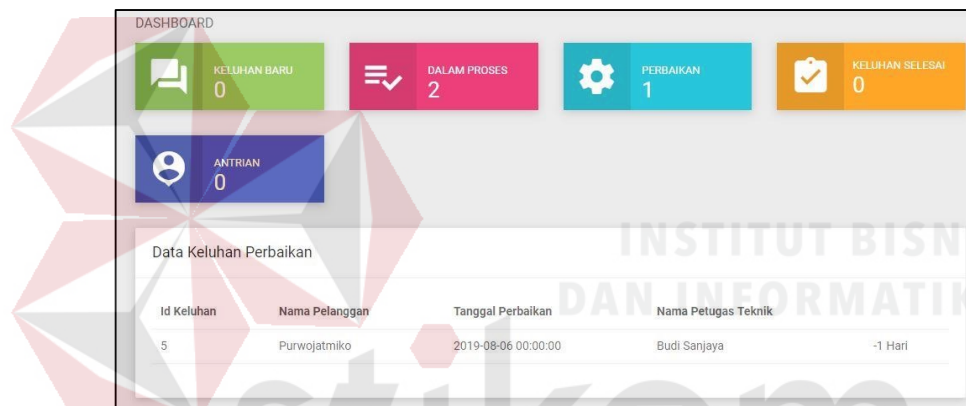 DASHBOARD
KELUHAN BARU
0
DALAM PROSES
2
PERBAIKAN
1
KELUHAN SELESAI
0
ANTRIAN
0
Data Keluhan Perbaikan
Id Keluhan Nama Pelanggan Tanggal Perbaikan Nama Petugas Teknik
5 Purwojatmiko 2019-08-06 00:00:00 Budi Sanjaya -1 Hari
INSTITUT BISN
DAN INFORMATIK
stikom